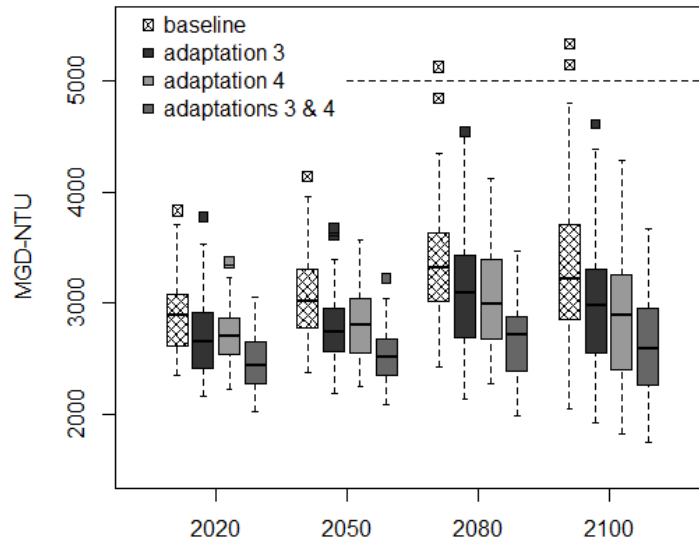 baseline
adaptation 3
adaptation 4
adaptations 3 & 4
MGD-NTU
5000
4000
3000
2000
2020 2050 2080 2100